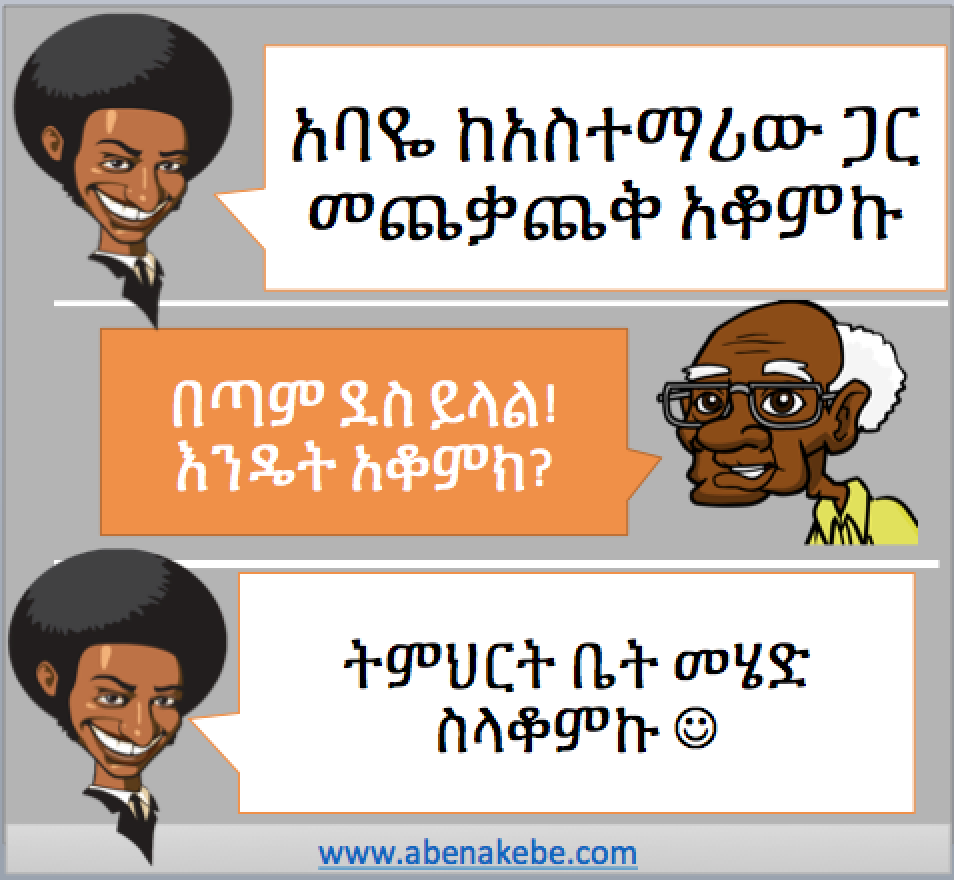 አባዬ ከአስተማሪው ጋር
መጨቃጨቅ አቆምኩ
በጣም ደስ ይላል!
እንዴት አቆምክ?
ትምህርት ቤት መሄድ
ስላቆምኩ ☺
www.abenakebe.com